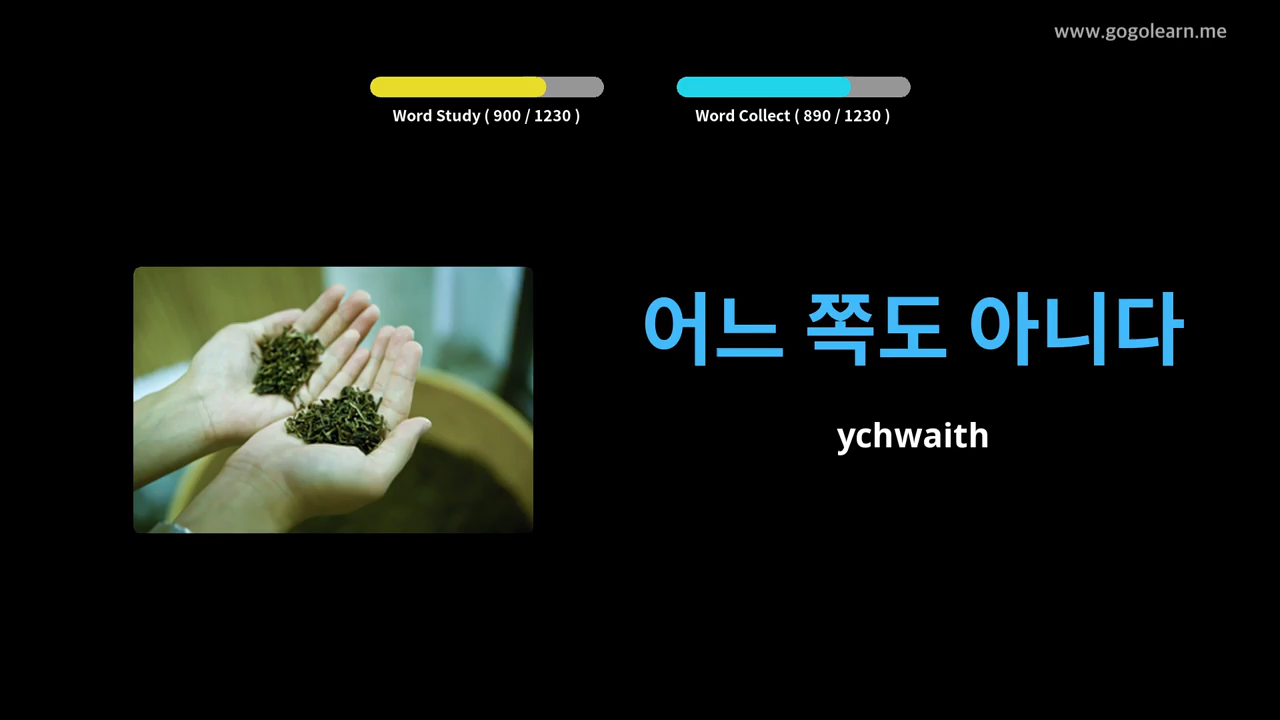 www.gogolearn.me
Word Study ( 900 / 1230 )
Word Collect ( 890 / 1230 )
어느 쪽도 아니다
ychwaith